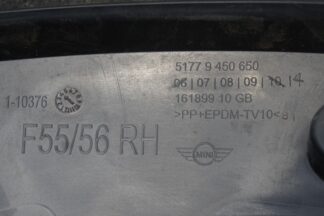 5177 9 450 650
06|07|08|09|10 14
1-10376
161899 10 GB
>PP+EPDM-TV10<
F55/56 RH
MINI